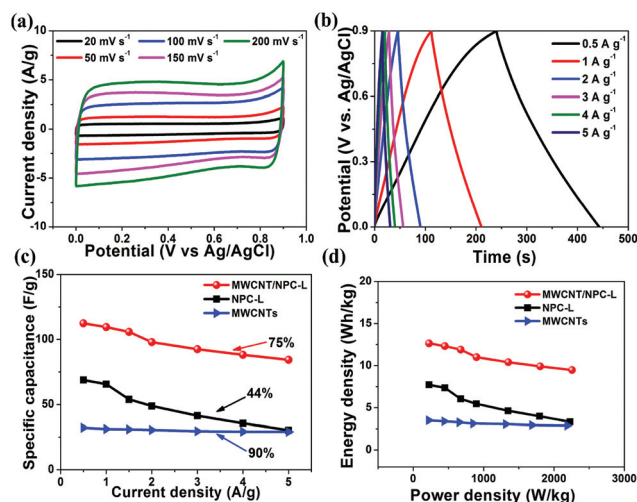 (a)
20 mV s⁻¹ 100 mV s⁻¹ 200 mV s⁻¹
50 mV s⁻¹ 150 mV s⁻¹
Current density (A/g)
10
5
0
-5
-10
0.0 0.2 0.4 0.6 0.8 1.0
Potential (V vs Ag/AgCl)
(b)
Potential (V vs. Ag/AgCl)
0.9
0.6
0.3
0.0
0.5 A g⁻¹
1 A g⁻¹
2 A g⁻¹
3 A g⁻¹
4 A g⁻¹
5 A g⁻¹
0 100 200 300 400 500
Time (s)
(c)
Specific capacitance (F/g)
150
100
50
0
MWCNT/NPC-L
NPC-L
MWCNTs
75%
44%
90%
0 1 2 3 4 5
Current density (A/g)
(d)
Energy density (Wh/kg)
20
15
10
5
0
MWCNT/NPC-L
NPC-L
MWCNTs
0 1000 2000 3000
Power density (W/kg)